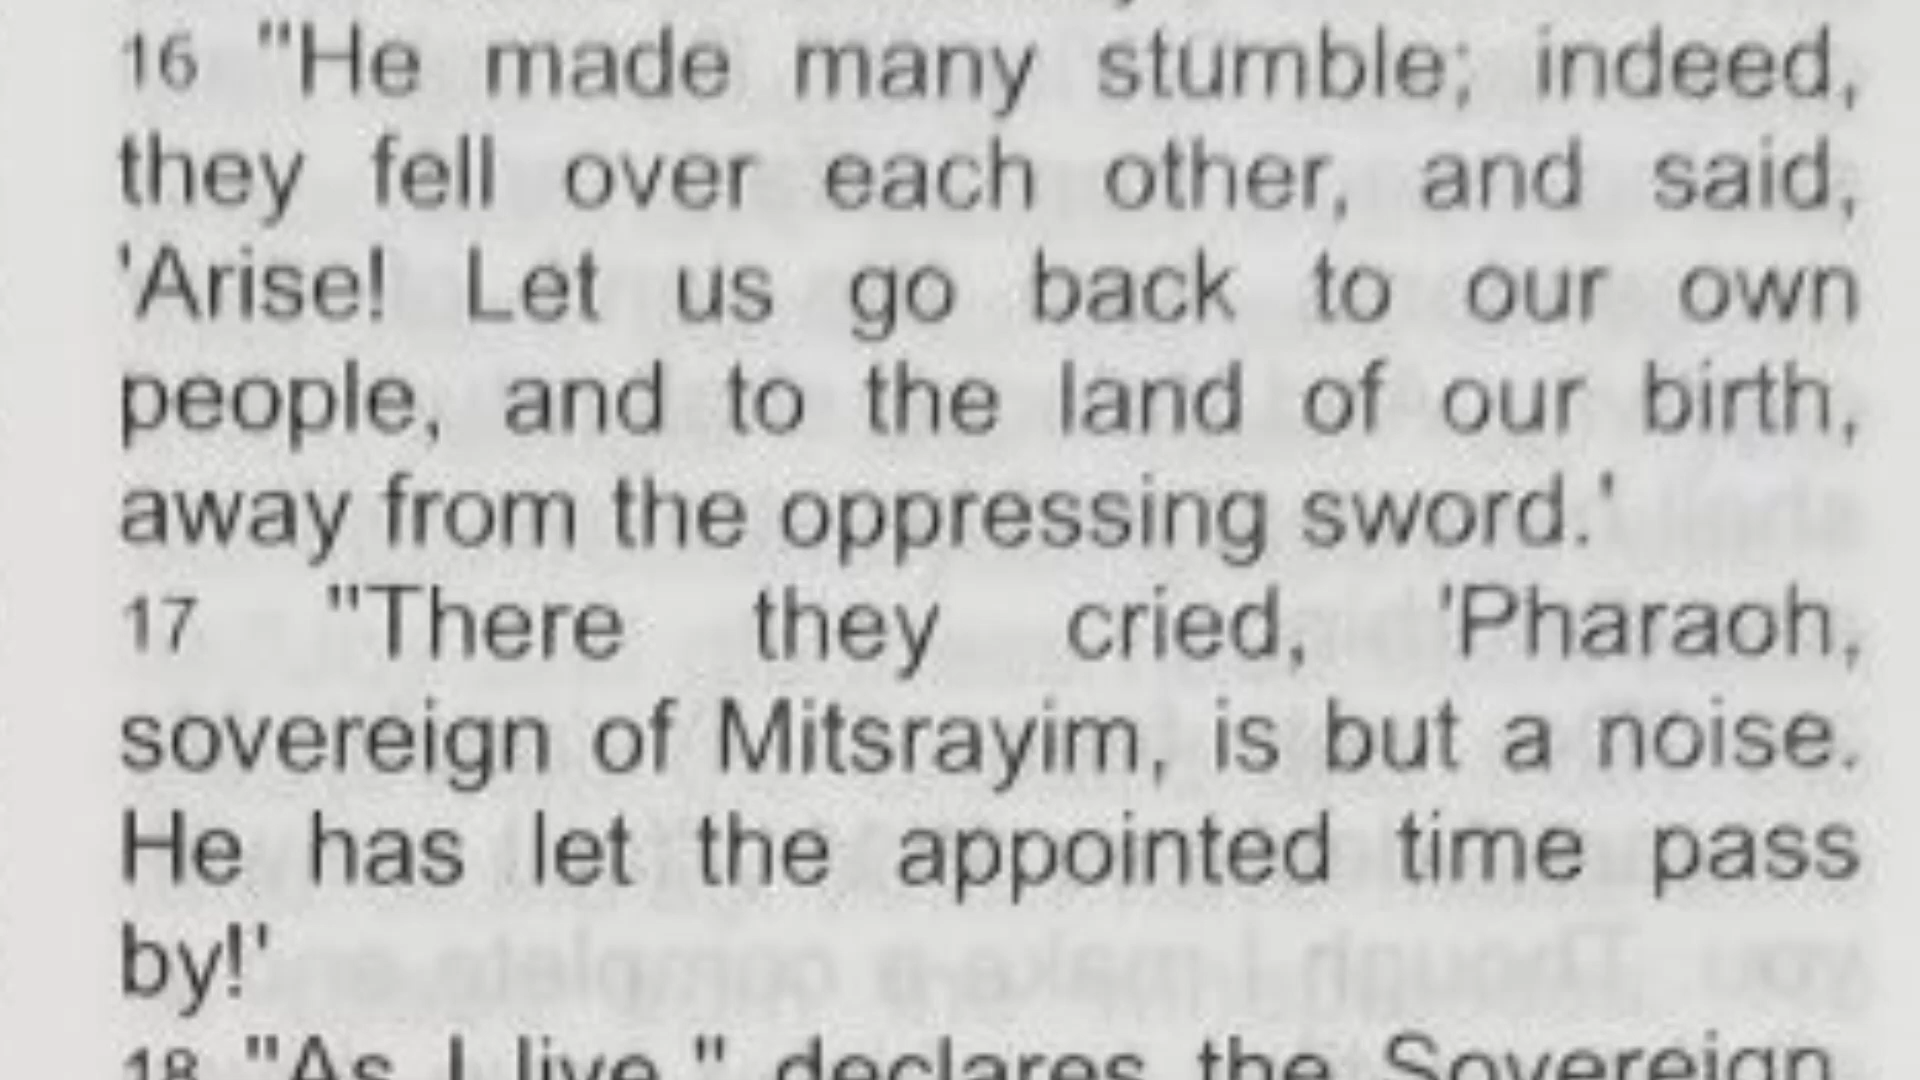 16 "He made many stumble; indeed,
they fell over each other, and said,
'Arise! Let us go back to our own
people, and to the land of our birth,
away from the oppressing sword.'
17 "There they cried, 'Pharaoh,
sovereign of Mitsrayim, is but a noise.
He has let the appointed time pass
by!'
18 "As I live," declares the Sovereign,